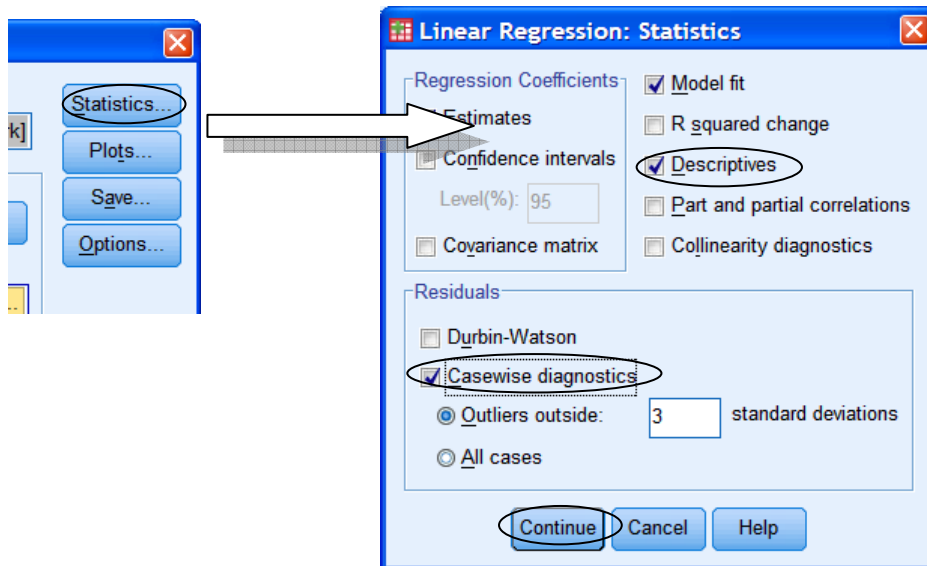 Statistics...
rk]
Plots...
Save...
Options...
...
Linear Regression: Statistics
Regression Coefficients
Estimates
Confidence intervals
Level(%): 95
Covariance matrix
Model fit
R squared change
Descriptives
Part and partial correlations
Collinearity diagnostics
Residuals
Durbin-Watson
Casewise diagnostics
Outliers outside: 3 standard deviations
All cases
Continue Cancel Help